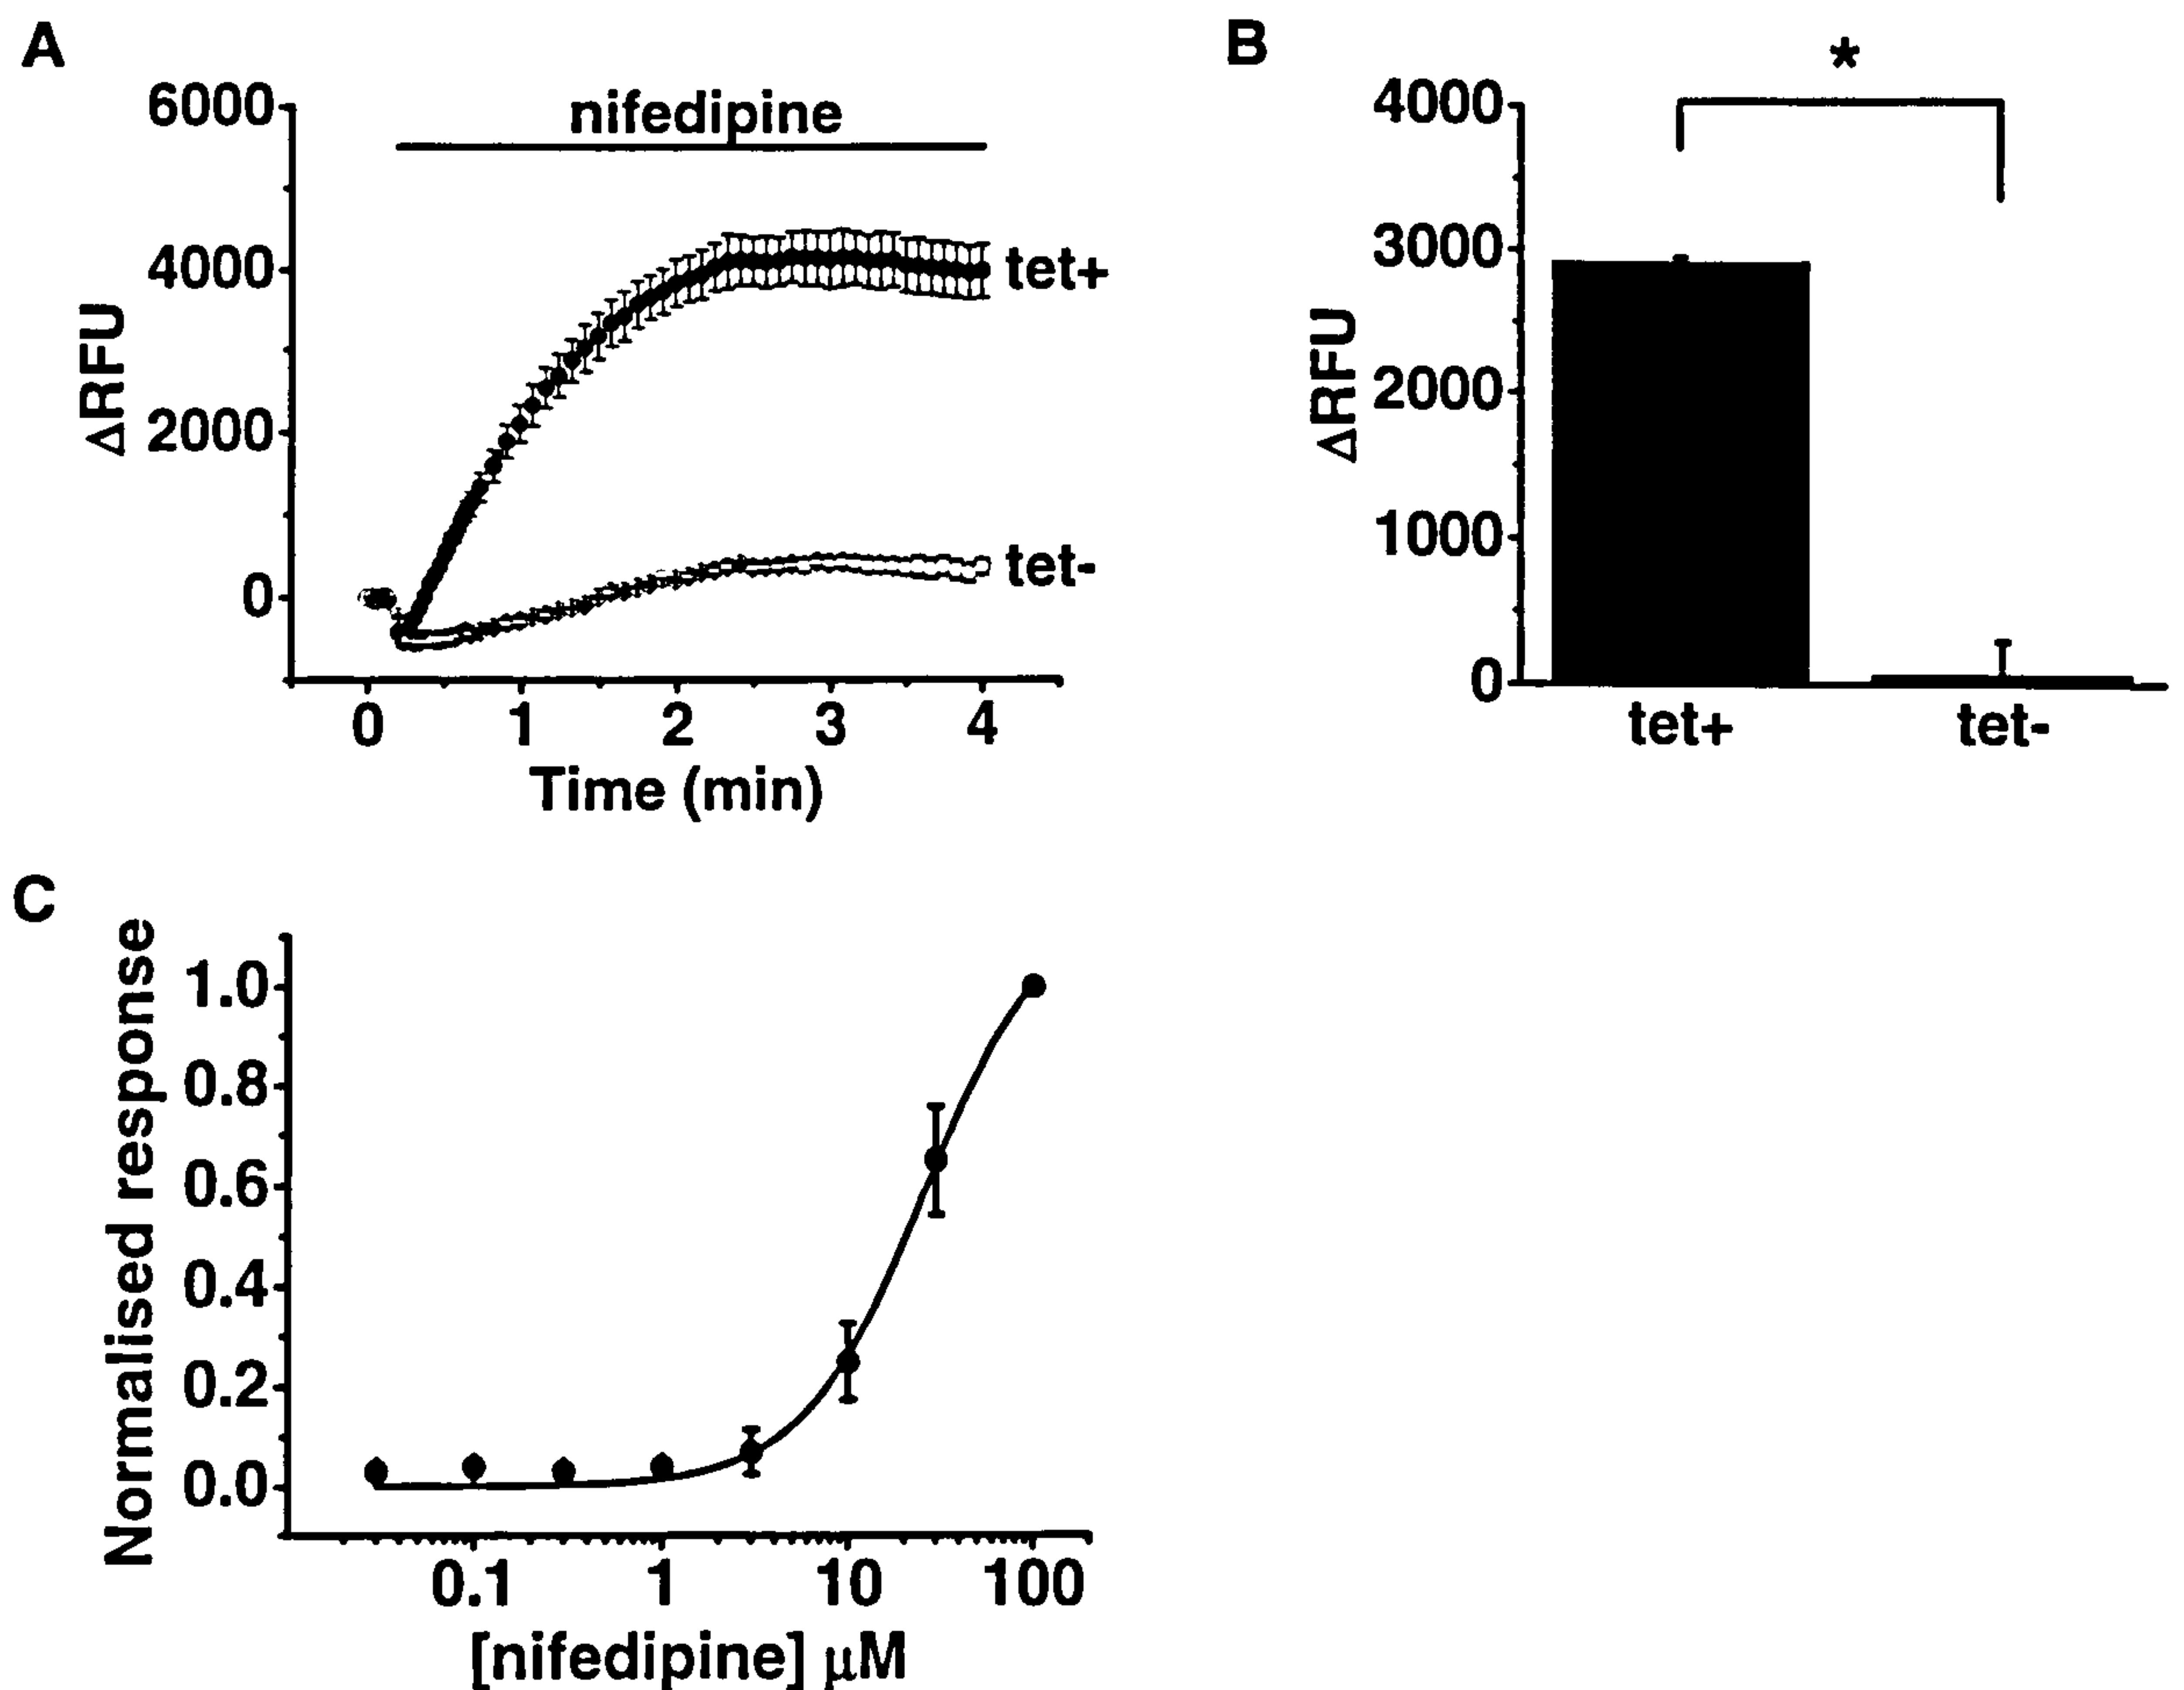 A
6000
4000
2000
0
ΔRFU
nifedipine
tet+
tet-
0 1 2 3 4
Time (min)
B
*
4000
3000
2000
1000
0
ΔRFU
tet+ tet-
C
Normalised response
1.0
0.8
0.6
0.4
0.2
0.0
0.1 1 10 100
[nifedipine] μM